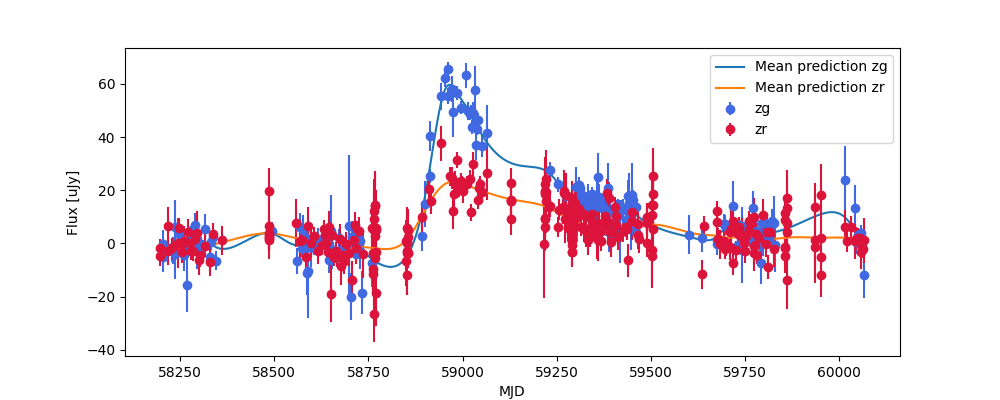 Mean prediction zg
Mean prediction zr
zg
zr
60
40
20
0
−20
−40
Flux [uJy]
58250
58500
58750
59000
59250
59500
59750
60000
MJD